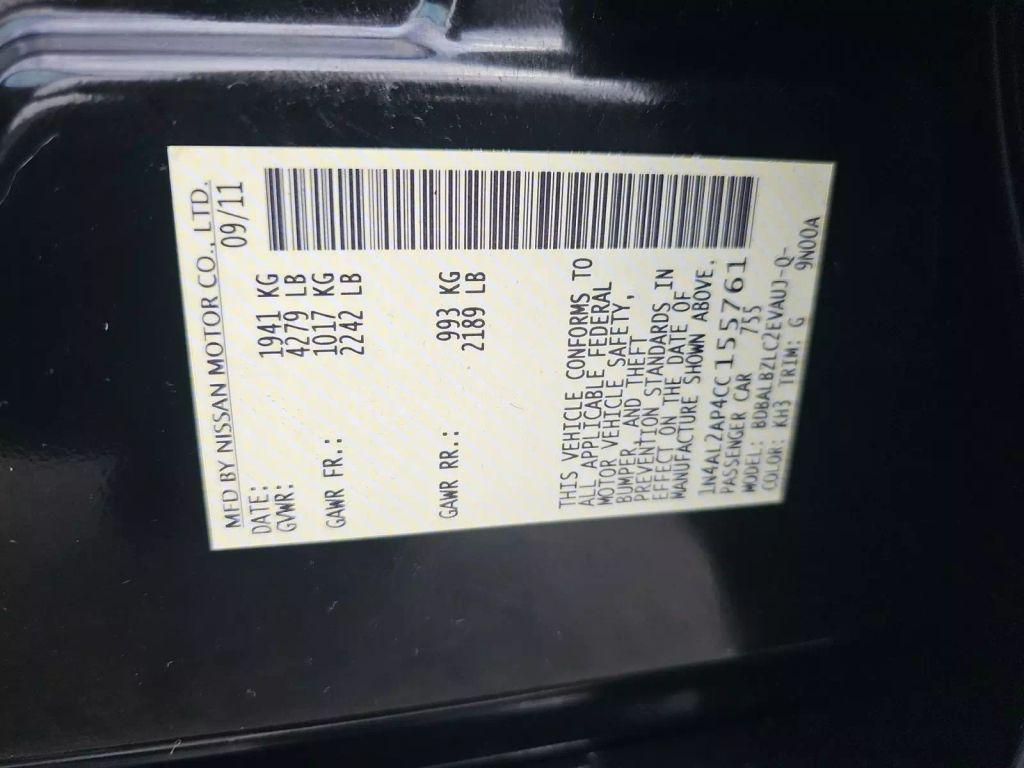 MFD BY NISSAN MOTOR CO., LTD.
DATE: 09/11
GVWR: 1941 KG
4279 LB
GAWR FR.: 1017 KG
2242 LB
GAWR RR.: 993 KG
2189 LB
THIS VEHICLE CONFORMS TO
ALL APPLICABLE FEDERAL
MOTOR VEHICLE SAFETY,
BUMPER, AND THEFT
PREVENTION STANDARDS IN
EFFECT ON THE DATE OF
MANUFACTURE SHOWN ABOVE.
1N4AL2AP4CC155761
PASSENGER CAR 755
MODEL: BDBALBZLC2EVAUJ-Q-
COLOR: KH3 TRIM: G 9N00A